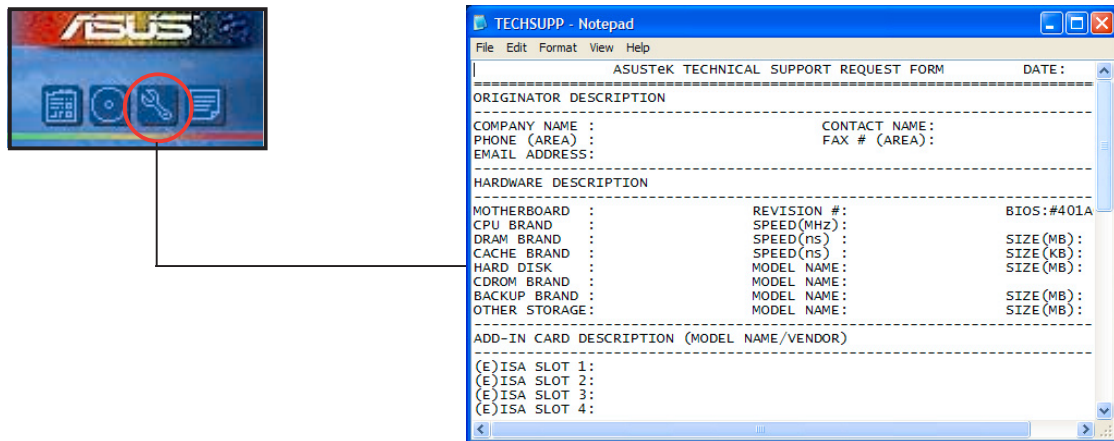 ASUS
TECHSUPP - Notepad
File Edit Format View Help
ASUSTeK TECHNICAL SUPPORT REQUEST FORM DATE:
==============================================================================
ORIGINATOR DESCRIPTION
------------------------------------------------------------------------------
COMPANY NAME : CONTACT NAME:
PHONE (AREA) : FAX # (AREA):
EMAIL ADDRESS:
------------------------------------------------------------------------------
HARDWARE DESCRIPTION
------------------------------------------------------------------------------
MOTHERBOARD : REVISION #: BIOS:#401A
CPU BRAND : SPEED(MHz):
DRAM BRAND : SPEED(ns) : SIZE(MB):
CACHE BRAND : SPEED(ns) : SIZE(KB):
HARD DISK : MODEL NAME: SIZE(MB):
CDROM BRAND : MODEL NAME:
BACKUP BRAND : MODEL NAME: SIZE(MB):
OTHER STORAGE: MODEL NAME: SIZE(MB):
------------------------------------------------------------------------------
ADD-IN CARD DESCRIPTION (MODEL NAME/VENDOR)
------------------------------------------------------------------------------
(E)ISA SLOT 1:
(E)ISA SLOT 2:
(E)ISA SLOT 3:
(E)ISA SLOT 4: